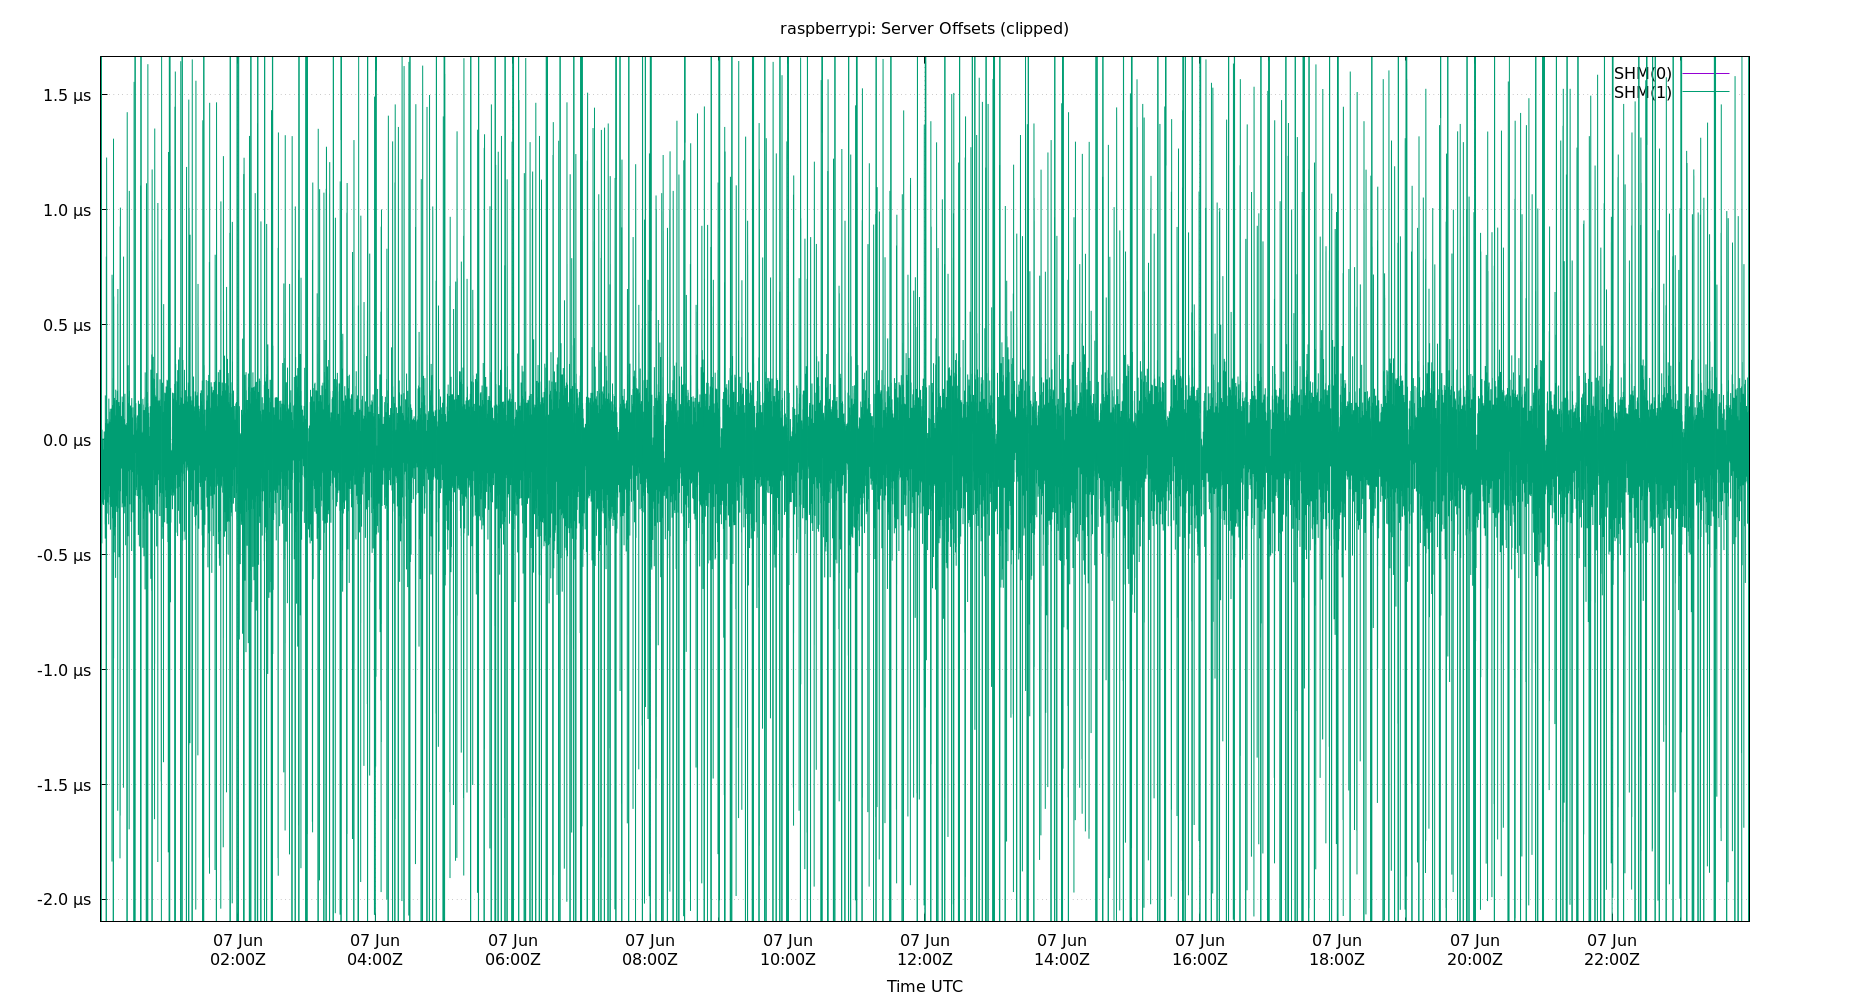 raspberrypi: Server Offsets (clipped)
SHM(0)
SHM(1)
1.5 µs
1.0 µs
0.5 µs
0.0 µs
-0.5 µs
-1.0 µs
-1.5 µs
-2.0 µs
07 Jun 07 Jun 07 Jun 07 Jun 07 Jun 07 Jun 07 Jun 07 Jun 07 Jun 07 Jun 07 Jun
02:00Z 04:00Z 06:00Z 08:00Z 10:00Z 12:00Z 14:00Z 16:00Z 18:00Z 20:00Z 22:00Z
Time UTC